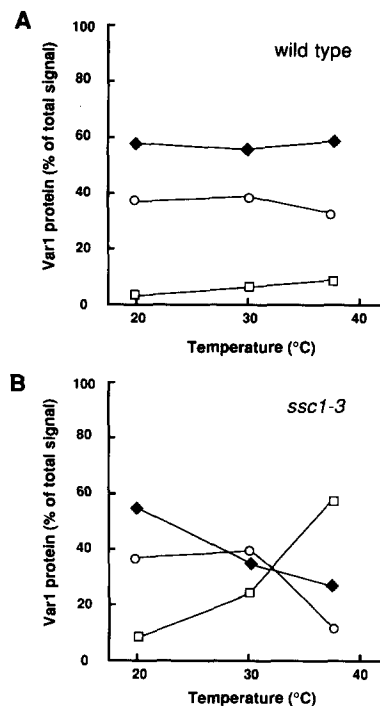 A
wild type
Var1 protein (% of total signal)
100
80
60
40
20
0
20
30
40
Temperature (°C)
B
ssc1-3
Var1 protein (% of total signal)
100
80
60
40
20
0
20
30
40
Temperature (°C)